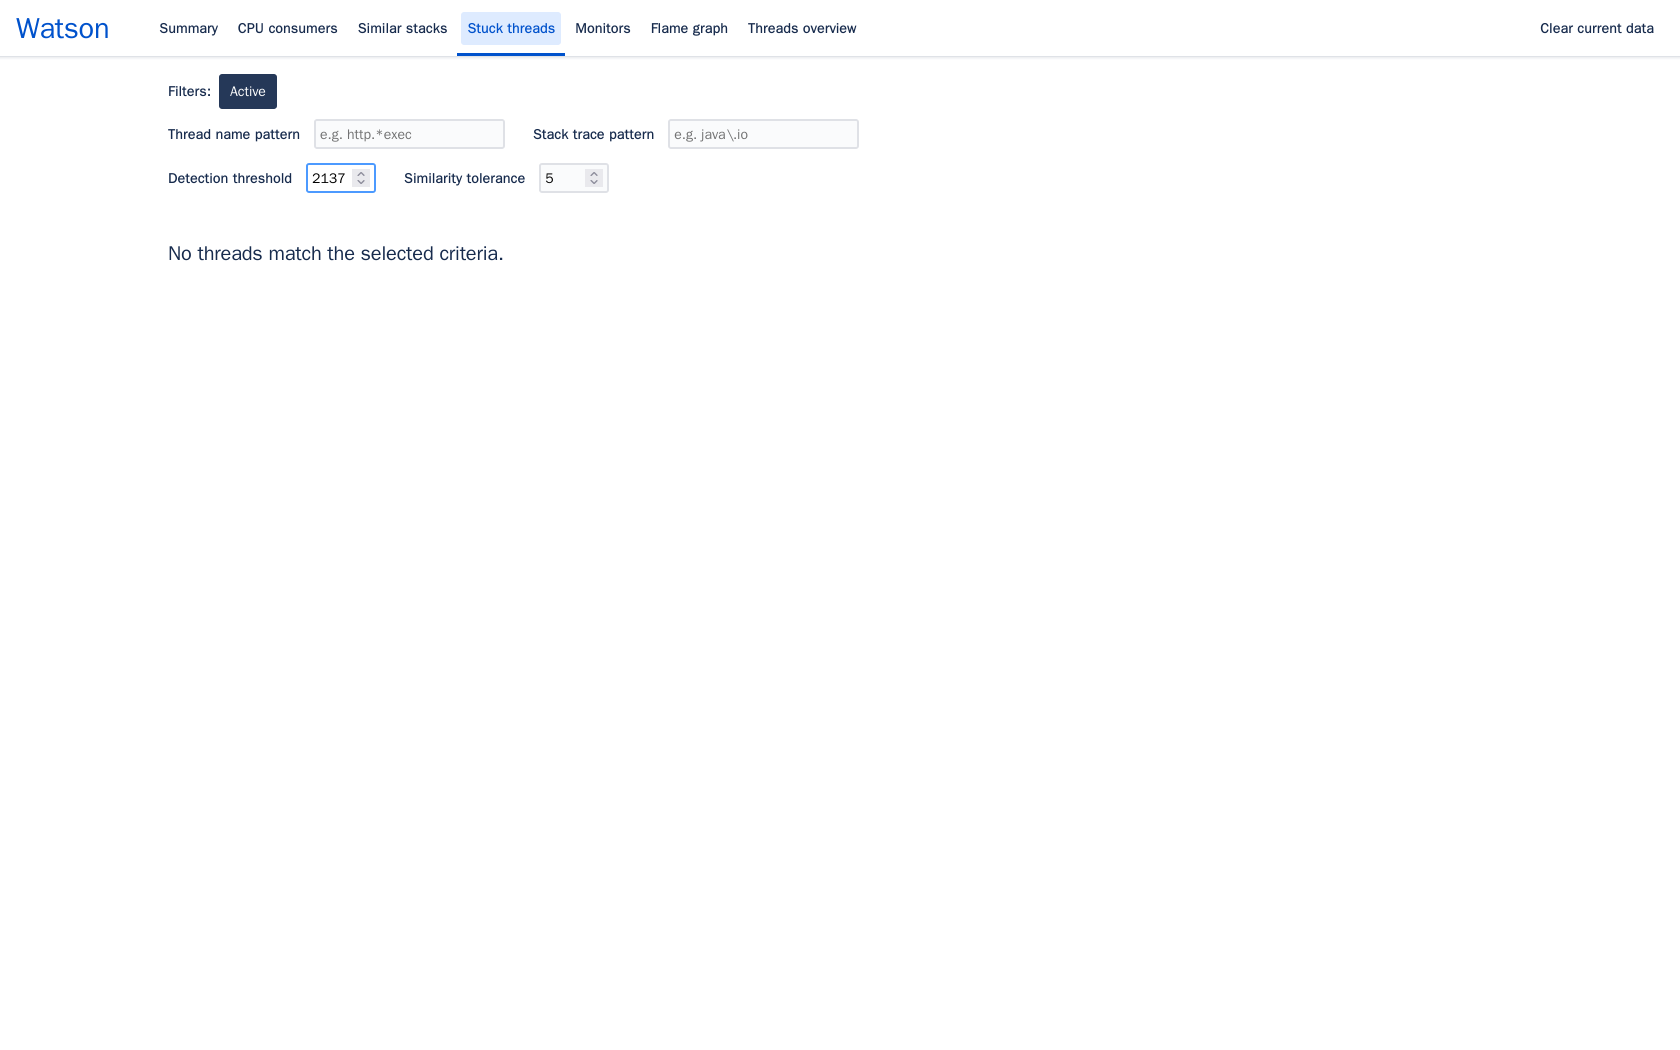 Watson Summary CPU consumers Similar stacks Stuck threads Monitors Flame graph Threads overview Clear current data
Filters: Active
Thread name pattern e.g. http.*exec Stack trace pattern e.g. java\.io
Detection threshold 2137 Similarity tolerance 5
No threads match the selected criteria.